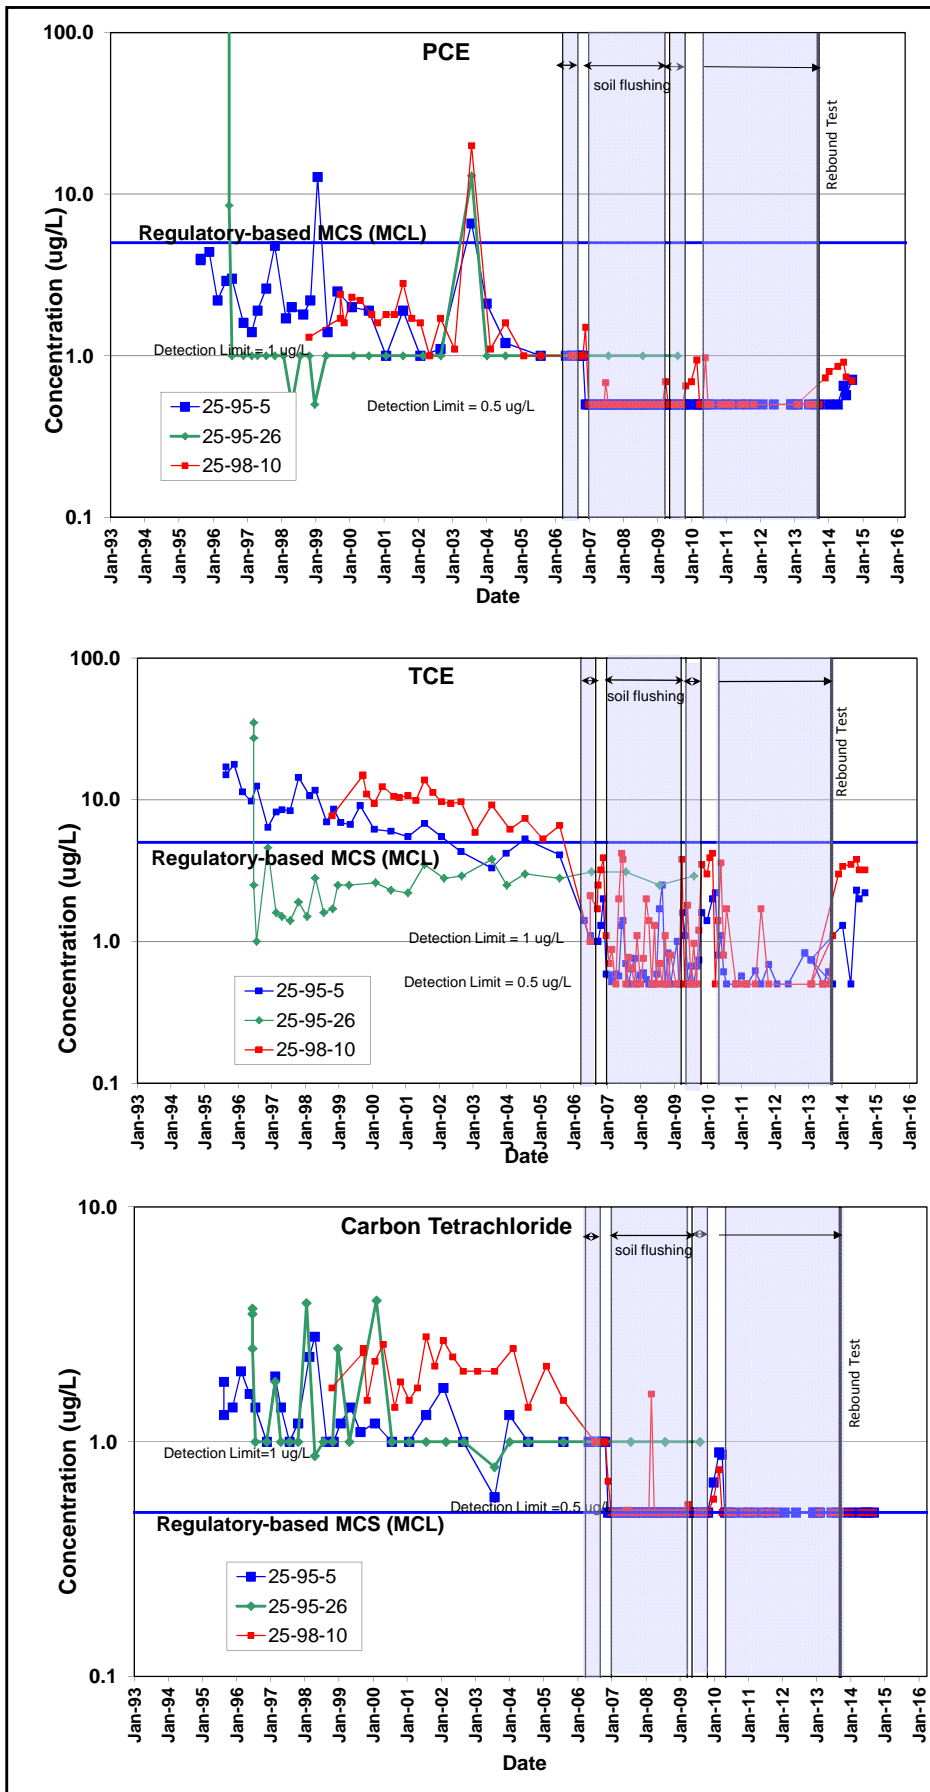 PCE
100.0
10.0
1.0
0.1
Concentration (ug/L)
soil flushing
Rebound Test
Regulatory-based MCS (MCL)
Detection Limit = 1 ug/L
Detection Limit = 0.5 ug/L
25-95-5
25-95-26
25-98-10
Jan-93
Jan-94
Jan-95
Jan-96
Jan-97
Jan-98
Jan-99
Jan-00
Jan-01
Jan-02
Jan-03
Jan-04
Jan-05
Jan-06
Jan-07
Jan-08
Jan-09
Jan-10
Jan-11
Jan-12
Jan-13
Jan-14
Jan-15
Jan-16
Date
TCE
100.0
10.0
1.0
0.1
Concentration (ug/L)
soil flushing
Rebound Test
Regulatory-based MCS (MCL)
Detection Limit = 1 ug/L
Detection Limit = 0.5 ug/L
25-95-5
25-95-26
25-98-10
Jan-93
Jan-94
Jan-95
Jan-96
Jan-97
Jan-98
Jan-99
Jan-00
Jan-01
Jan-02
Jan-03
Jan-04
Jan-05
Jan-06
Jan-07
Jan-08
Jan-09
Jan-10
Jan-11
Jan-12
Jan-13
Jan-14
Jan-15
Jan-16
Date
Carbon Tetrachloride
10.0
1.0
0.1
Concentration (ug/L)
soil flushing
Rebound Test
Detection Limit=1 ug/L
Detection Limit =0.5 ug/L
Regulatory-based MCS (MCL)
25-95-5
25-95-26
25-98-10
Jan-93
Jan-94
Jan-95
Jan-96
Jan-97
Jan-98
Jan-99
Jan-00
Jan-01
Jan-02
Jan-03
Jan-04
Jan-05
Jan-06
Jan-07
Jan-08
Jan-09
Jan-10
Jan-11
Jan-12
Jan-13
Jan-14
Jan-15
Jan-16
Date